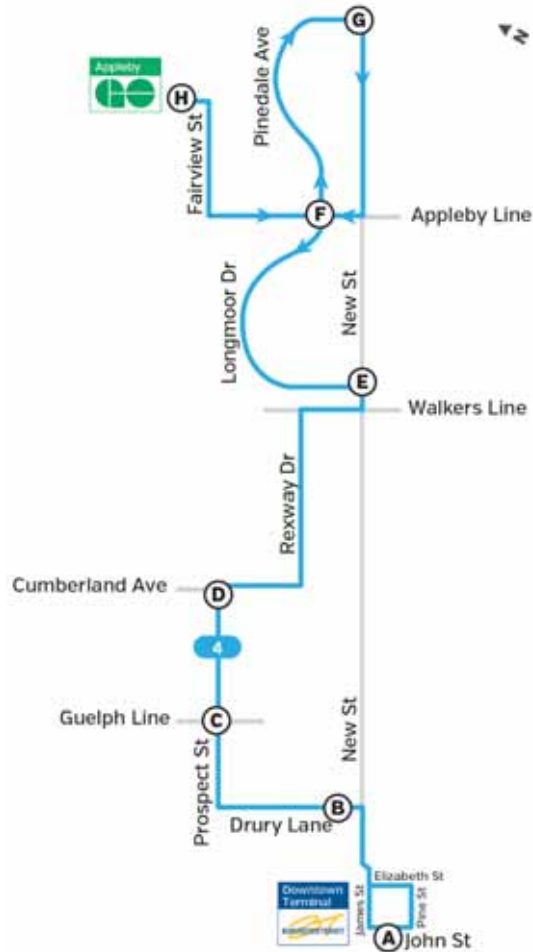 G
N
Pinedale Ave
Appleby
GO
H
Fairview St
F
Appleby Line
Longmoor Dr
New St
E
Walkers Line
Rexway Dr
Cumberland Ave
D
4
Guelph Line
C
New St
Prospect St
B
Drury Lane
Elizabeth St
Downtown
Terminal
James St
Pine St
A
John St